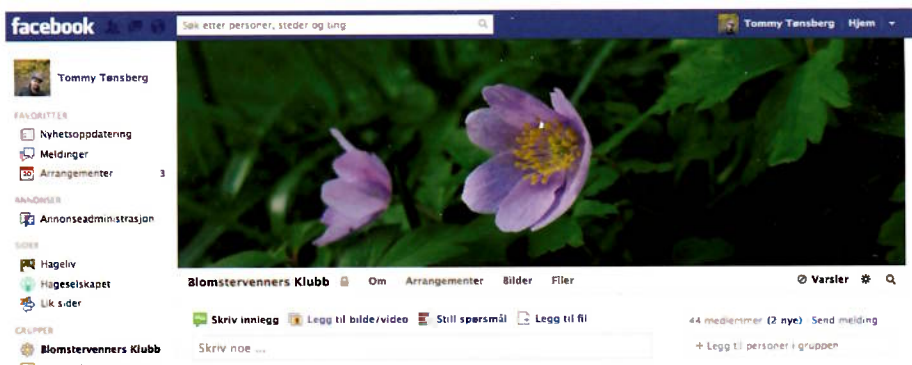 facebook
Søk etter personer, steder og ting
Tommy Tønsberg Hjem
Tommy Tønsberg
FAVORITTER
Nyhetsoppdatering
Meldinger
Arrangementer 3
ANNONSER
Annonseadministrasjon
SIDER
Hageliv
Hageselskapet
Lik sider
GRUPPER
Blomstervenners Klubb
Blomstervenners Klubb Om Arrangementer Bilder Filer Varsler
Skriv innlegg Legg til bilde/video Still spørsmål Legg til fil
Skriv noe ...
44 medlemmer (2 nye) · Send melding
+ Legg til personer i gruppen